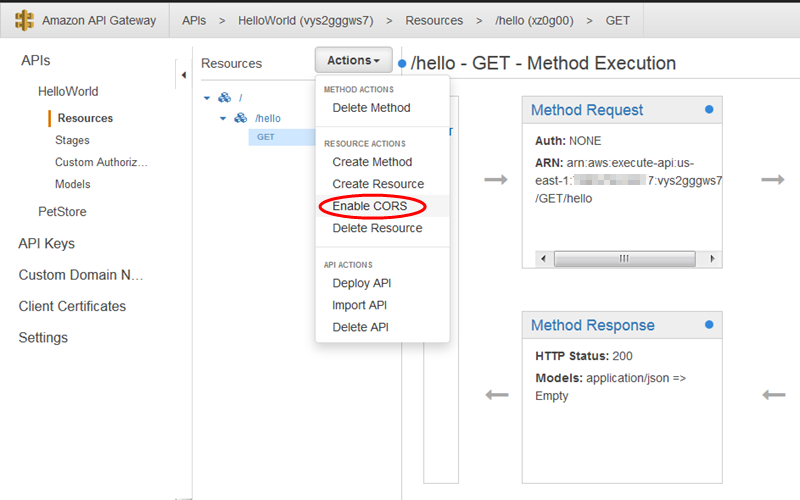 Amazon API Gateway
APIs > HelloWorld (vys2gggws7) > Resources > /hello (xz0g00) > GET
APIs
HelloWorld
Resources
Stages
Custom Authoriz...
Models
PetStore
API Keys
Custom Domain N...
Client Certificates
Settings
Resources
Actions
/
/hello
GET
METHOD ACTIONS
Delete Method
RESOURCE ACTIONS
Create Method
Create Resource
Enable CORS
Delete Resource
API ACTIONS
Deploy API
Import API
Delete API
/hello - GET - Method Execution
Method Request
Auth: NONE
ARN: arn:aws:execute-api:us-
east-1: 7:vys2gggws7
/GET/hello
Method Response
HTTP Status: 200
Models: application/json =>
Empty